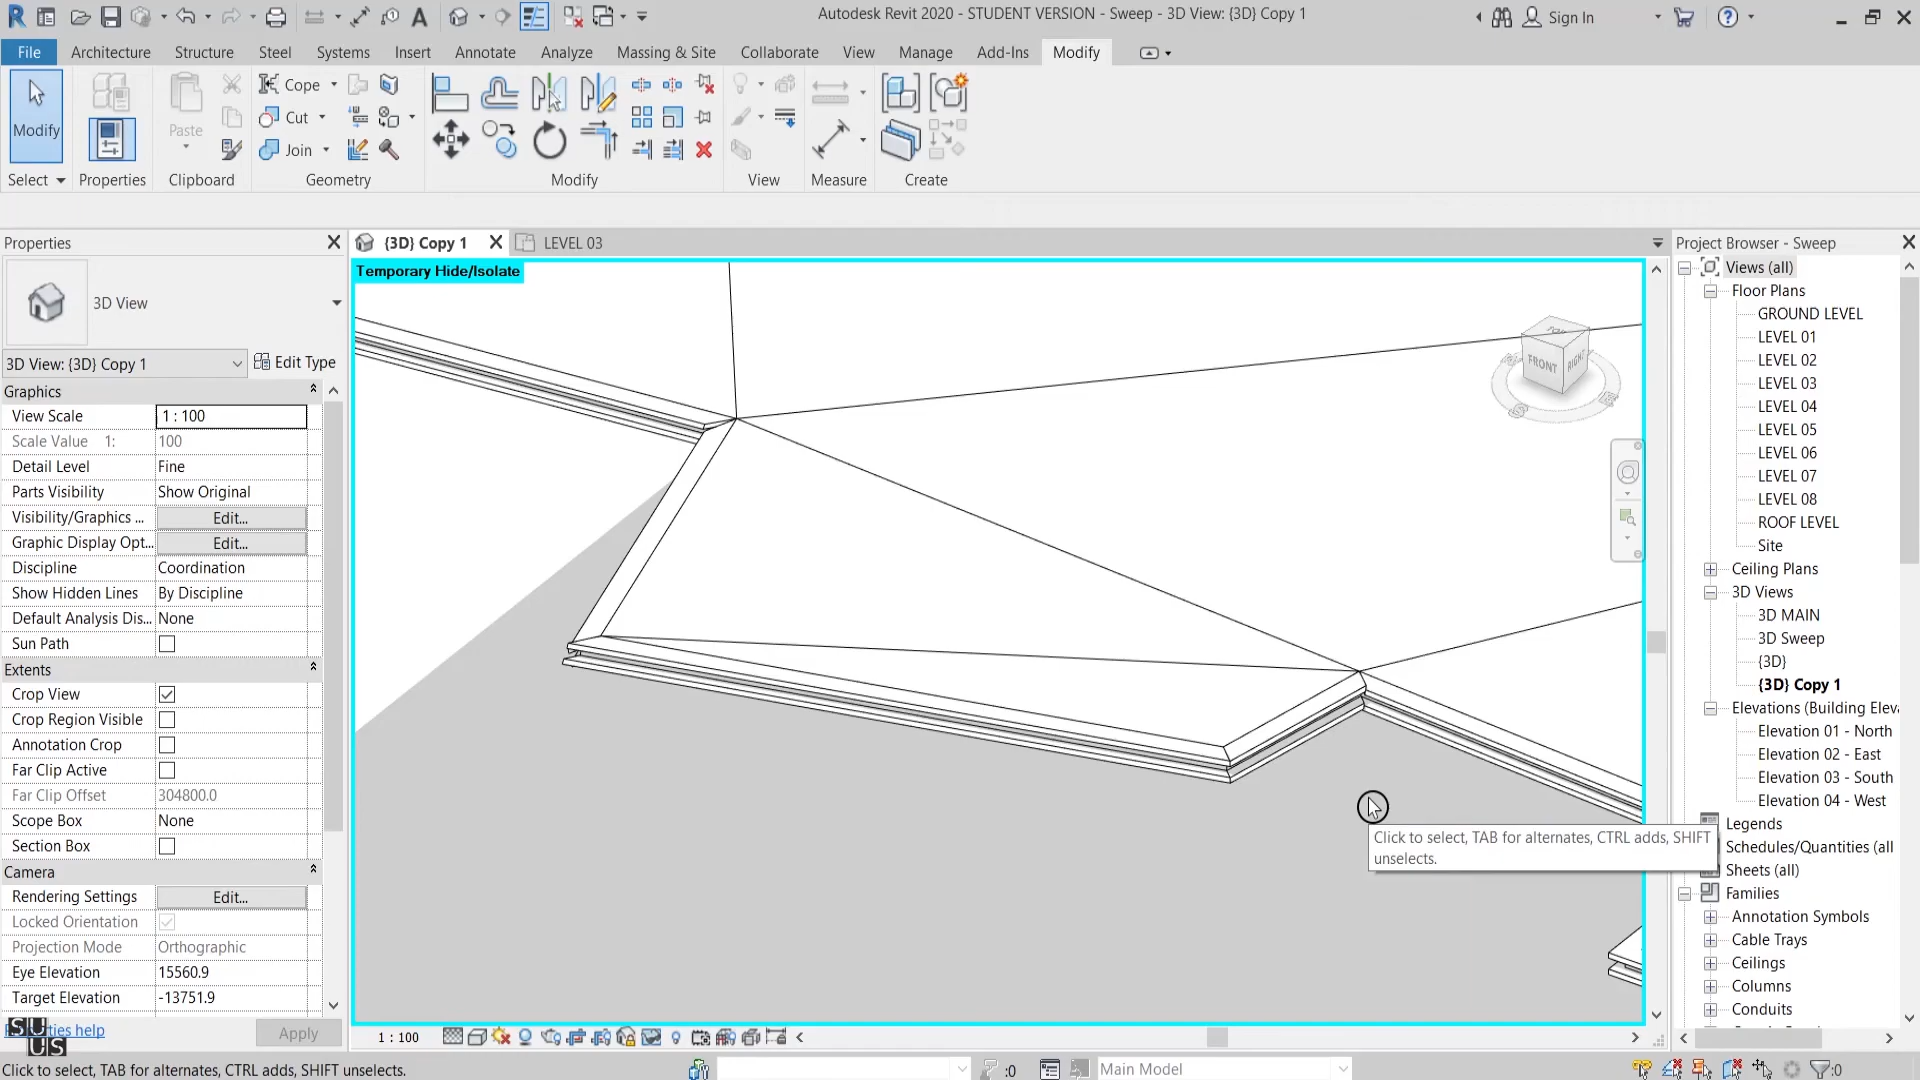 Autodesk Revit 2020 - STUDENT VERSION - Sweep - 3D View: {3D} Copy 1
Sign In
File Architecture Structure Steel Systems Insert Annotate Analyze Massing & Site Collaborate View Manage Add-Ins Modify
Modify
Paste
Cope
Cut
Join
Select Properties Clipboard Geometry Modify View Measure Create
Properties
3D View
3D View: {3D} Copy 1
Edit Type
Graphics
View Scale 1 : 100
Scale Value 1: 100
Detail Level Fine
Parts Visibility Show Original
Visibility/Graphics ... Edit...
Graphic Display Opt... Edit...
Discipline Coordination
Show Hidden Lines By Discipline
Default Analysis Dis... None
Sun Path
Extents
Crop View
Crop Region Visible
Annotation Crop
Far Clip Active
Far Clip Offset 304800.0
Scope Box None
Section Box
Camera
Rendering Settings Edit...
Locked Orientation
Projection Mode Orthographic
Eye Elevation 15560.9
Target Elevation -13751.9
ties help
SU
US
Apply
{3D} Copy 1
LEVEL 03
Temporary Hide/Isolate
FRONT
RIGHT
Click to select, TAB for alternates, CTRL adds, SHIFT
unselects.
1 : 100
Project Browser - Sweep
Views (all)
Floor Plans
GROUND LEVEL
LEVEL 01
LEVEL 02
LEVEL 03
LEVEL 04
LEVEL 05
LEVEL 06
LEVEL 07
LEVEL 08
ROOF LEVEL
Site
Ceiling Plans
3D Views
3D MAIN
3D Sweep
{3D}
{3D} Copy 1
Elevations (Building Eleva
Elevation 01 - North
Elevation 02 - East
Elevation 03 - South
Elevation 04 - West
Legends
Schedules/Quantities (all
Sheets (all)
Families
Annotation Symbols
Cable Trays
Ceilings
Columns
Conduits
Click to select, TAB for alternates, CTRL adds, SHIFT unselects.
:0
Main Model
:0